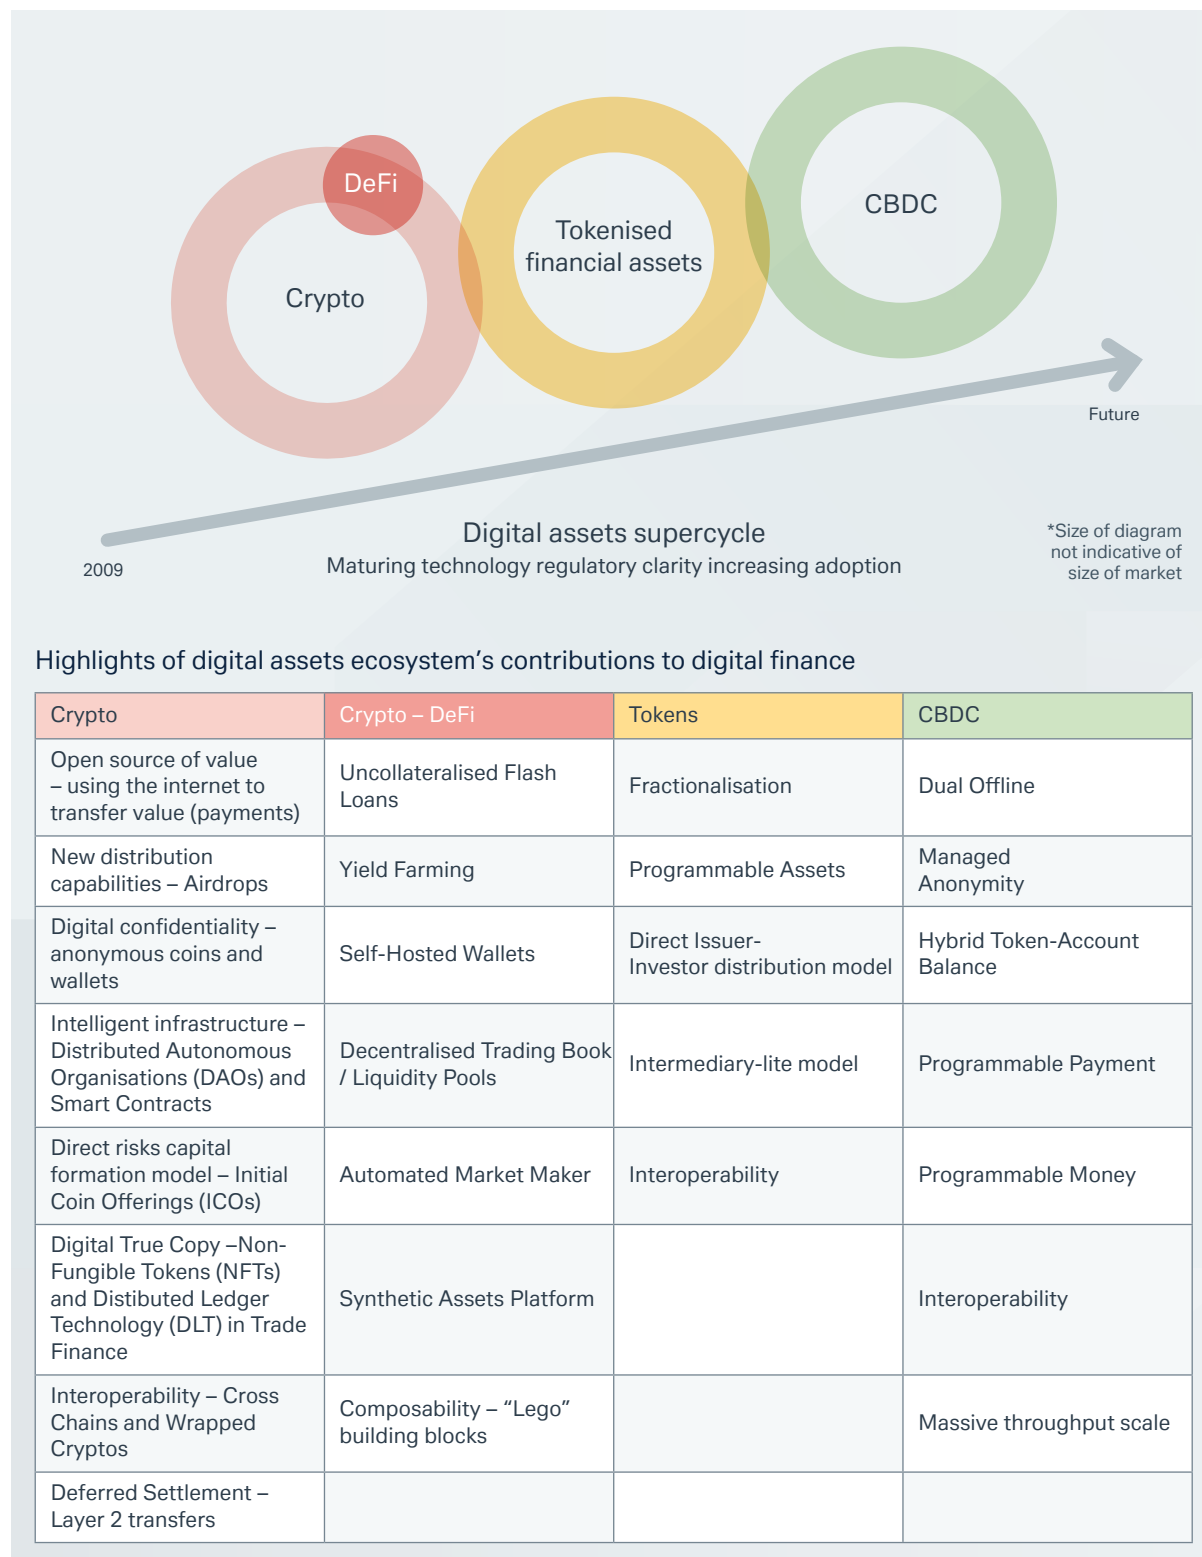 DeFi
Crypto
Tokenised
financial assets
CBDC
Future
2009
Digital assets supercycle
Maturing technology regulatory clarity increasing adoption
*Size of diagram
not indicative of
size of market
Highlights of digital assets ecosystem’s contributions to digital finance
Crypto
Crypto – DeFi
Tokens
CBDC
Open source of value
– using the internet to
transfer value (payments)
Uncollateralised Flash
Loans
Fractionalisation
Dual Offline
New distribution
capabilities – Airdrops
Yield Farming
Programmable Assets
Managed
Anonymity
Digital confidentiality –
anonymous coins and
wallets
Self-Hosted Wallets
Direct Issuer-
Investor distribution model
Hybrid Token-Account
Balance
Intelligent infrastructure –
Distributed Autonomous
Organisations (DAOs) and
Smart Contracts
Decentralised Trading Book
/ Liquidity Pools
Intermediary-lite model
Programmable Payment
Direct risks capital
formation model – Initial
Coin Offerings (ICOs)
Automated Market Maker
Interoperability
Programmable Money
Digital True Copy –Non-
Fungible Tokens (NFTs)
and Distibuted Ledger
Technology (DLT) in Trade
Finance
Synthetic Assets Platform
Interoperability
Interoperability – Cross
Chains and Wrapped
Cryptos
Composability – “Lego”
building blocks
Massive throughput scale
Deferred Settlement –
Layer 2 transfers